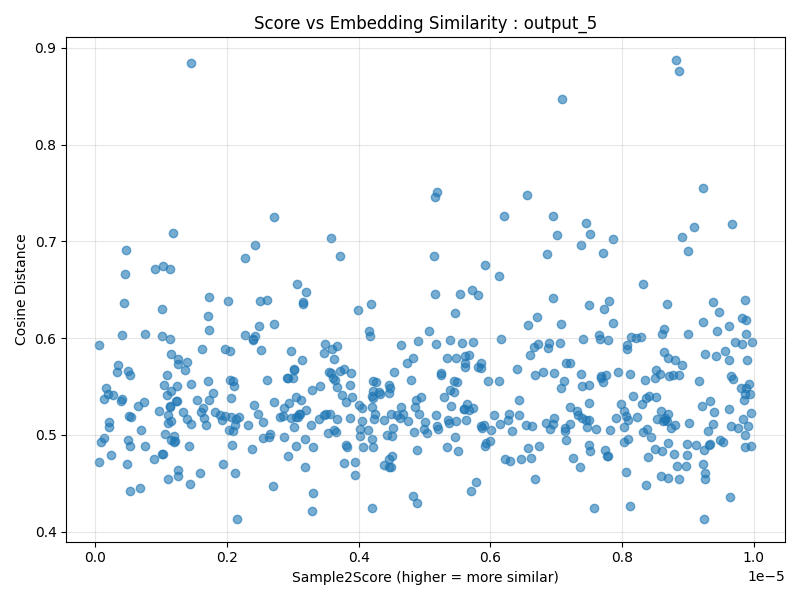 Score vs Embedding Similarity : output_5
Cosine Distance
0.9
0.8
0.7
0.6
0.5
0.4
0.0 0.2 0.4 0.6 0.8 1.0
1e−5
Sample2Score (higher = more similar)